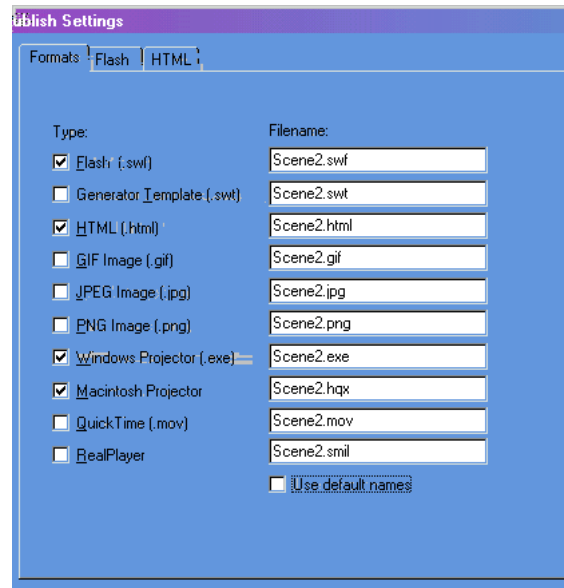 ublish Settings
Formats Flash HTML
Type: Filename:
Flash (.swf) Scene2.swf
Generator Template (.swt) Scene2.swt
HTML (.html) Scene2.html
GIF Image (.gif) Scene2.gif
JPEG Image (.jpg) Scene2.jpg
PNG Image (.png) Scene2.png
Windows Projector (.exe) Scene2.exe
Macintosh Projector Scene2.hqx
QuickTime (.mov) Scene2.mov
RealPlayer Scene2.smil
Use default names